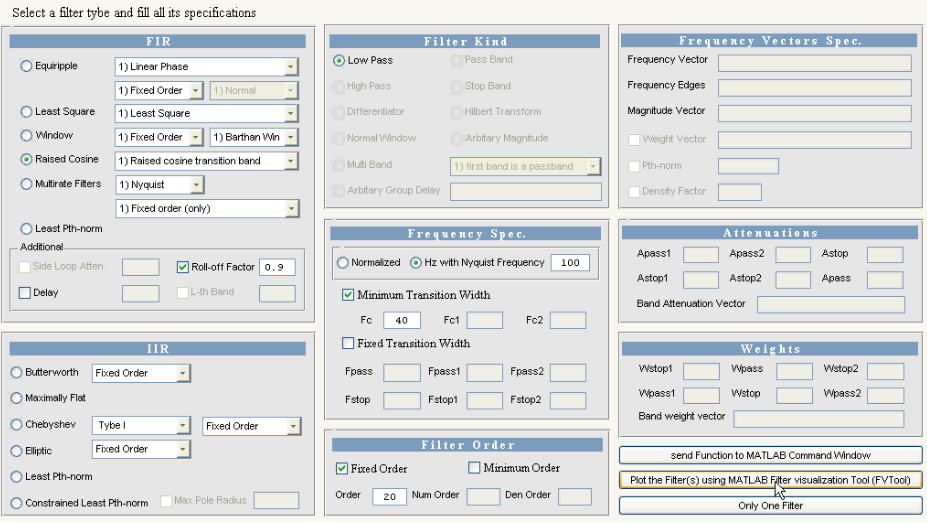 Select a filter tybe and fill all its specifications
FIR
Equiripple
1) Linear Phase
1) Fixed Order
1) Normal
Least Square
1) Least Square
Window
1) Fixed Order
1) Barthan Win
Raised Cosine
1) Raised cosine transition band
Multirate Filters
1) Nyquist
1) Fixed order (only)
Least Pth-norm
Additional
Side Loop Atten.
Roll-off Factor
0.9
Delay
L-th Band
IIR
Butterworth
Fixed Order
Maximally Flat
Chebyshev
Tybe I
Fixed Order
Elliptic
Fixed Order
Least Pth-norm
Constrained Least Pth-norm
Max Pole Radius
Filter Kind
Low Pass
Pass Band
High Pass
Stop Band
Differentiator
Hilbert Transform
Normal Window
Arbitary Magnitude
Multi Band
1) first band is a passband
Arbitary Group Delay
Frequency Spec.
Normalized
Hz with Nyquist Frequency
100
Minimum Transition Width
Fc
40
Fc1
Fc2
Fixed Transition Width
Fpass
Fpass1
Fpass2
Fstop
Fstop1
Fstop2
Filter Order
Fixed Order
Minimum Order
Order
20
Num Order
Den Order
Frequency Vectors Spec.
Frequency Vector
Frequency Edges
Magnitude Vector
Weight Vector
Pth-norm
Density Factor
Attenuations
Apass1
Apass2
Astop
Astop1
Astop2
Apass
Band Attenuation Vector
Weights
Wstop1
Wpass
Wstop2
Wpass1
Wstop
Wpass2
Band weight vector
send Function to MATLAB Command Window
Plot the Filter(s) using MATLAB Filter visualization Tool (FVTool)
Only One Filter